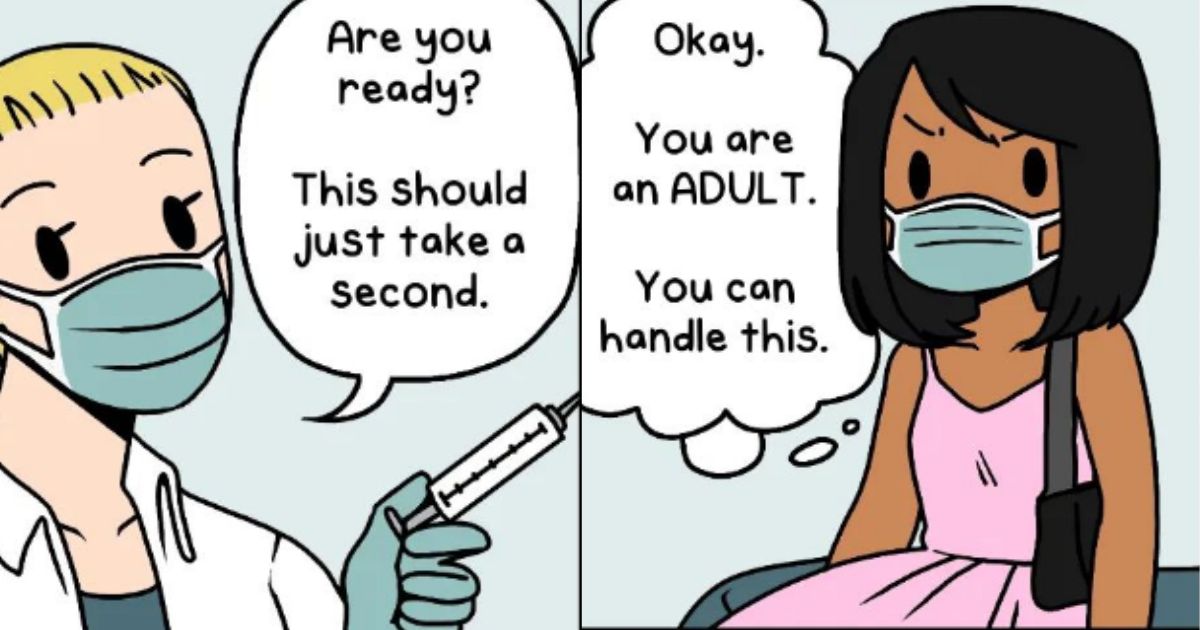 Are you
ready?
This should
just take a
second.
Okay.
You are
an ADULT.
You can
handle this.